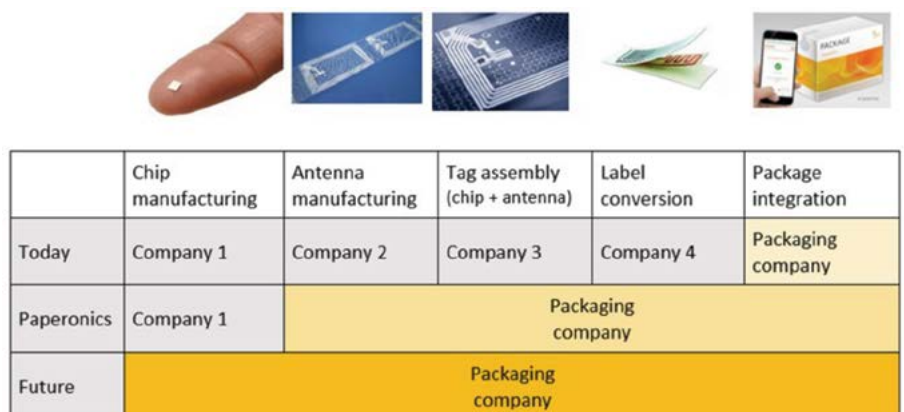 PACKAGE
Chip
manufacturing
Antenna
manufacturing
Tag assembly
(chip + antenna)
Label
conversion
Package
integration
Today
Company 1
Company 2
Company 3
Company 4
Packaging
company
Paperonics
Company 1
Packaging
company
Future
Packaging
company